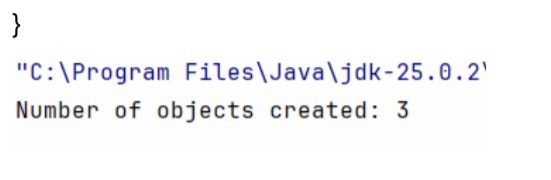 }
"C:\Program Files\Java\jdk-25.0.2\
Number of objects created: 3